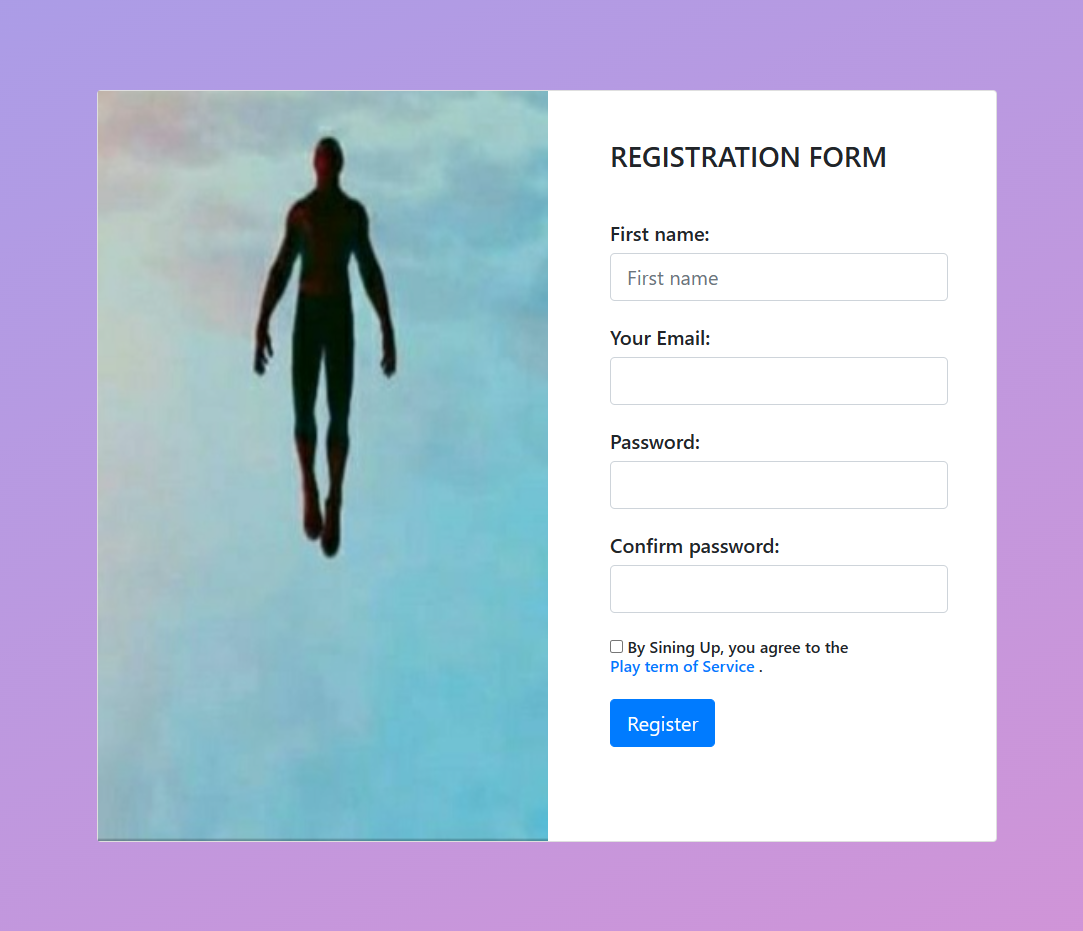 REGISTRATION FORM
First name:
First name
Your Email:
Password:
Confirm password:
By Sining Up, you agree to the
Play term of Service .
Register